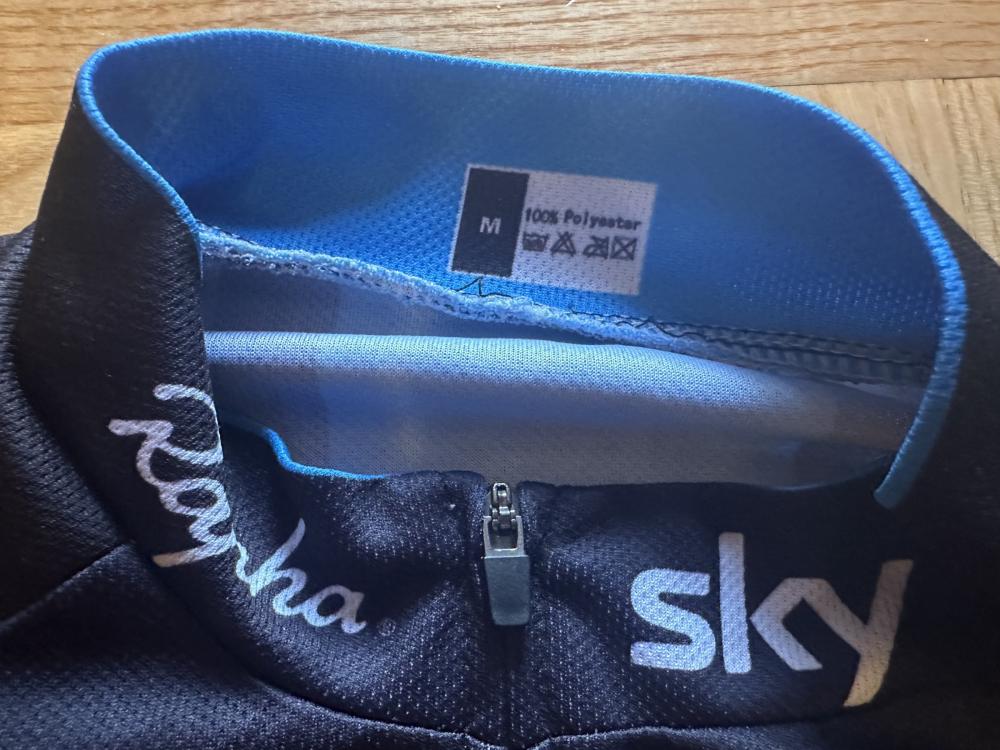 M
100% Polyester
Rapha®
sky